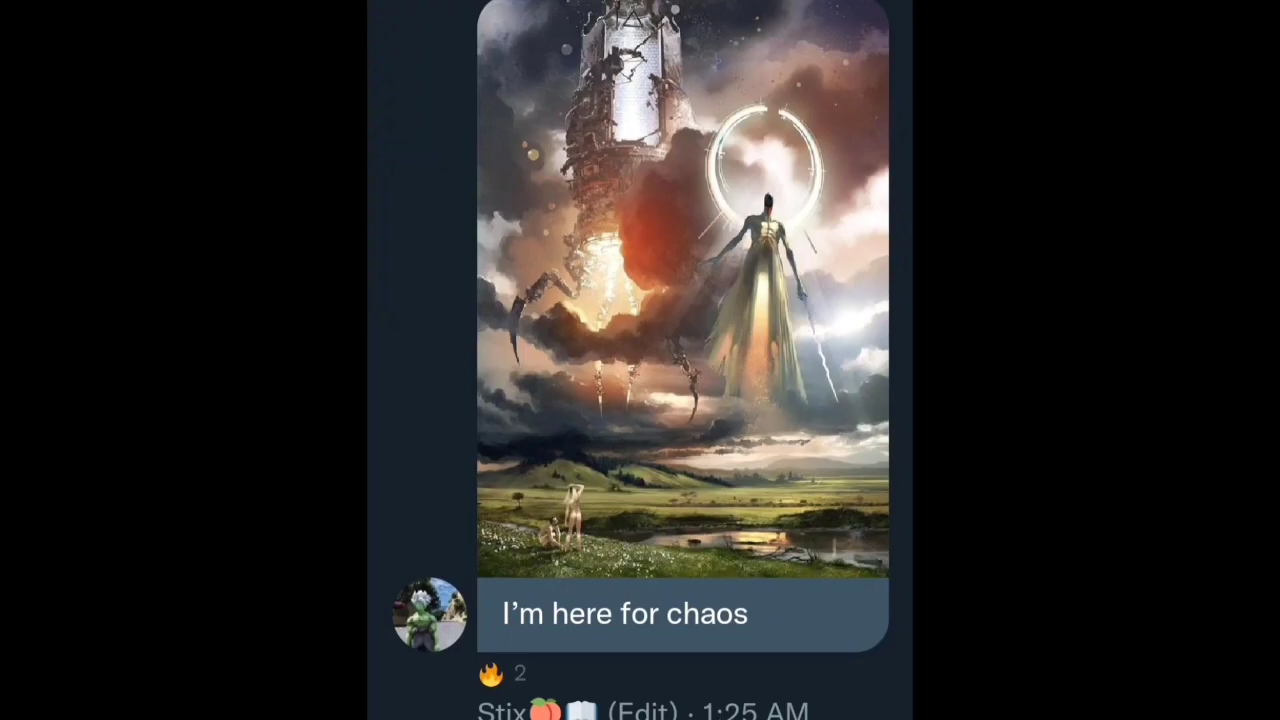 I’m here for chaos
🔥 2
Stix🍑📖 (Edit) · 1:25 AM